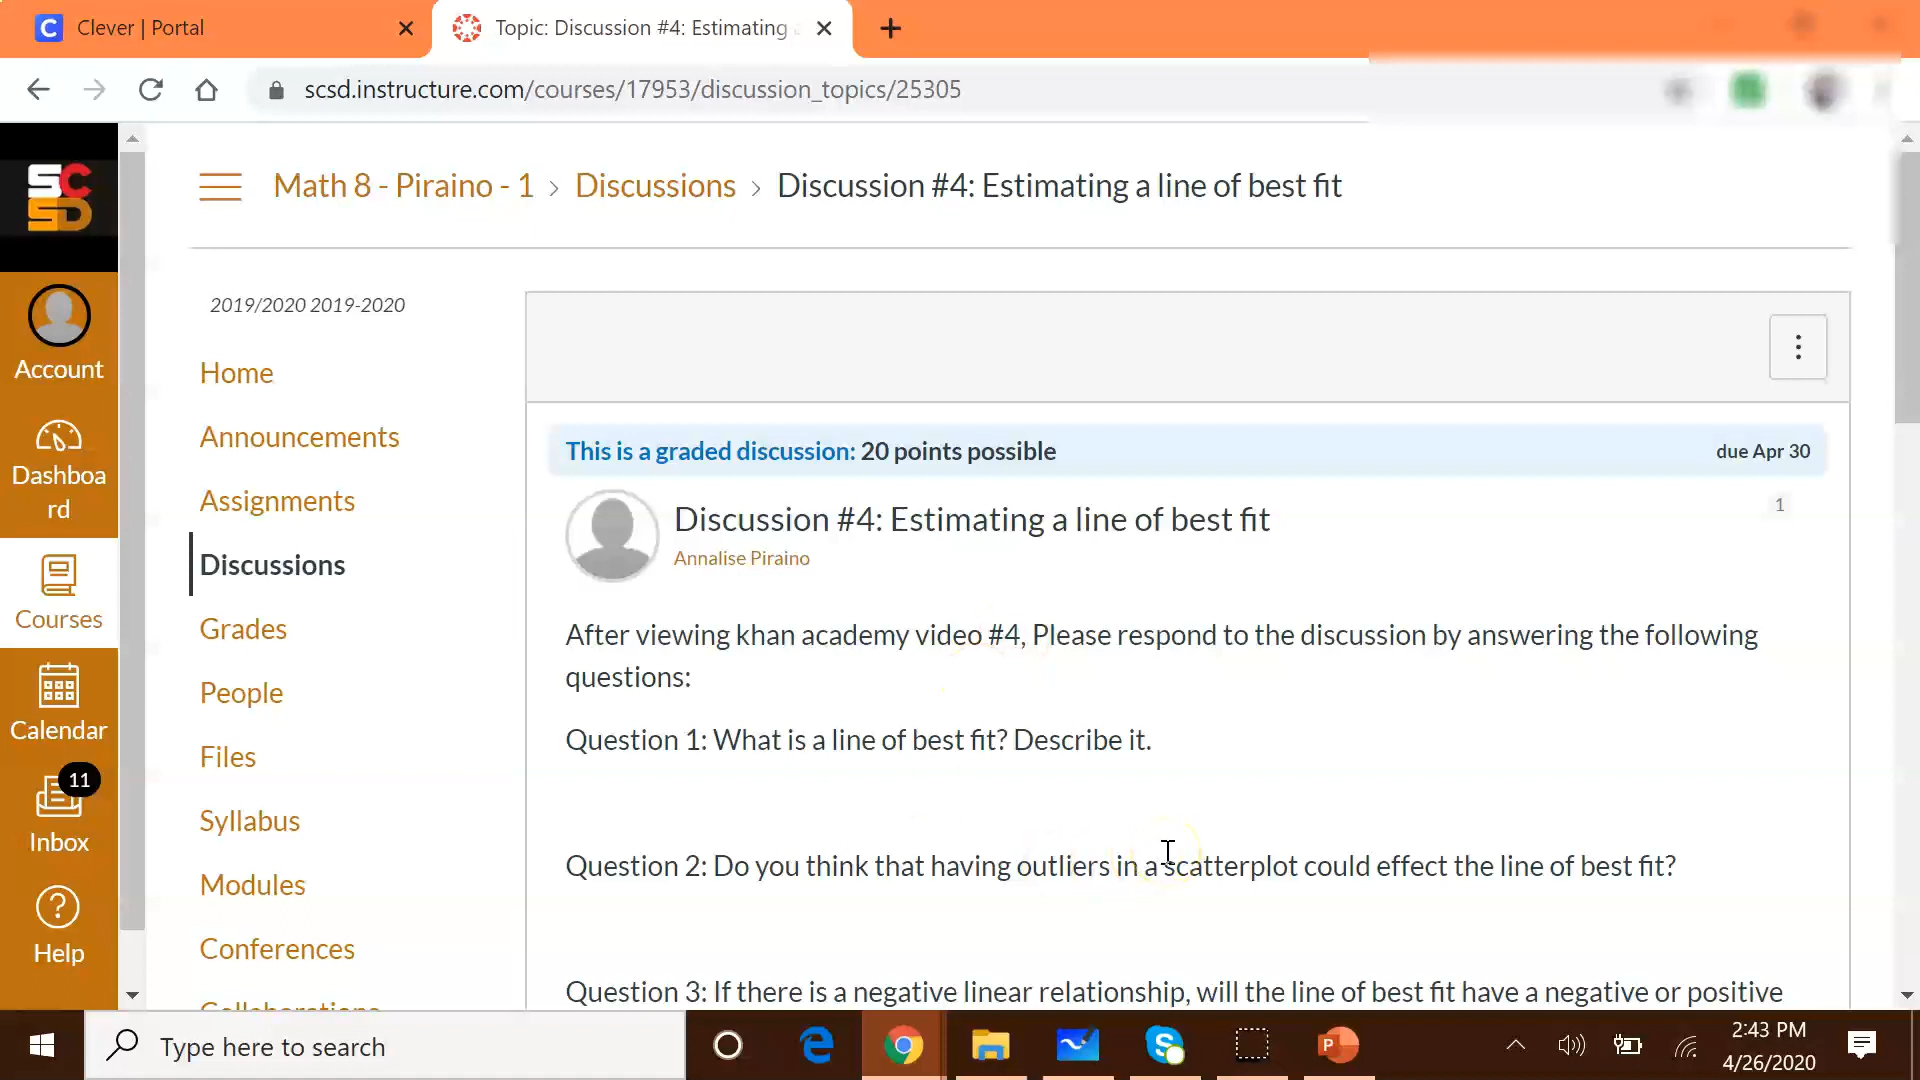 Clever | Portal
Topic: Discussion #4: Estimating a
scsd.instructure.com/courses/17953/discussion_topics/25305
SC
SD
Account
Dashboa
rd
Courses
Calendar
11
Inbox
Help
Math 8 - Piraino - 1 > Discussions > Discussion #4: Estimating a line of best fit
2019/2020 2019-2020
Home
Announcements
Assignments
Discussions
Grades
People
Files
Syllabus
Modules
Conferences
Collaborations
This is a graded discussion: 20 points possible
due Apr 30
Discussion #4: Estimating a line of best fit
1
Annalise Piraino
After viewing khan academy video #4, Please respond to the discussion by answering the following
questions:
Question 1: What is a line of best fit? Describe it.
Question 2: Do you think that having outliers in a scatterplot could effect the line of best fit?
Question 3: If there is a negative linear relationship, will the line of best fit have a negative or positive
Type here to search
2:43 PM
4/26/2020